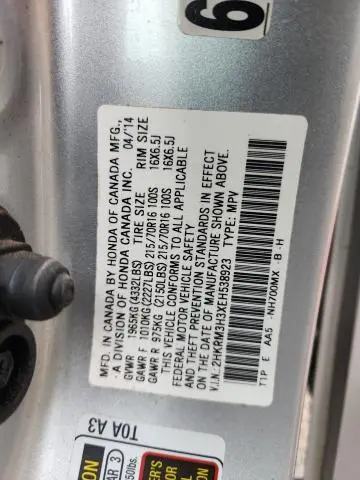 MFD. IN CANADA BY HONDA OF CANADA MFG.,
A DIVISION OF HONDA CANADA INC. 04/'14
GVWR 1965KG(4332LBS) TIRE SIZE RIM SIZE
GAWR F 1010KG(2227LBS) 215/70R16 100S 16X6.5J
GAWR R 975KG (2150LBS) 215/70R16 100S 16X6.5J
THIS VEHICLE CONFORMS TO ALL APPLICABLE
FEDERAL MOTOR VEHICLE SAFETY
AND THEFT PREVENTION STANDARDS IN EFFECT
ON THE DATE OF MANUFACTURE SHOWN ABOVE.
V.I.N: 2HKRM3H3XEH538923 TYPE: MPV
T1P E AA5 -NH700MX B-H
T0A A3
6